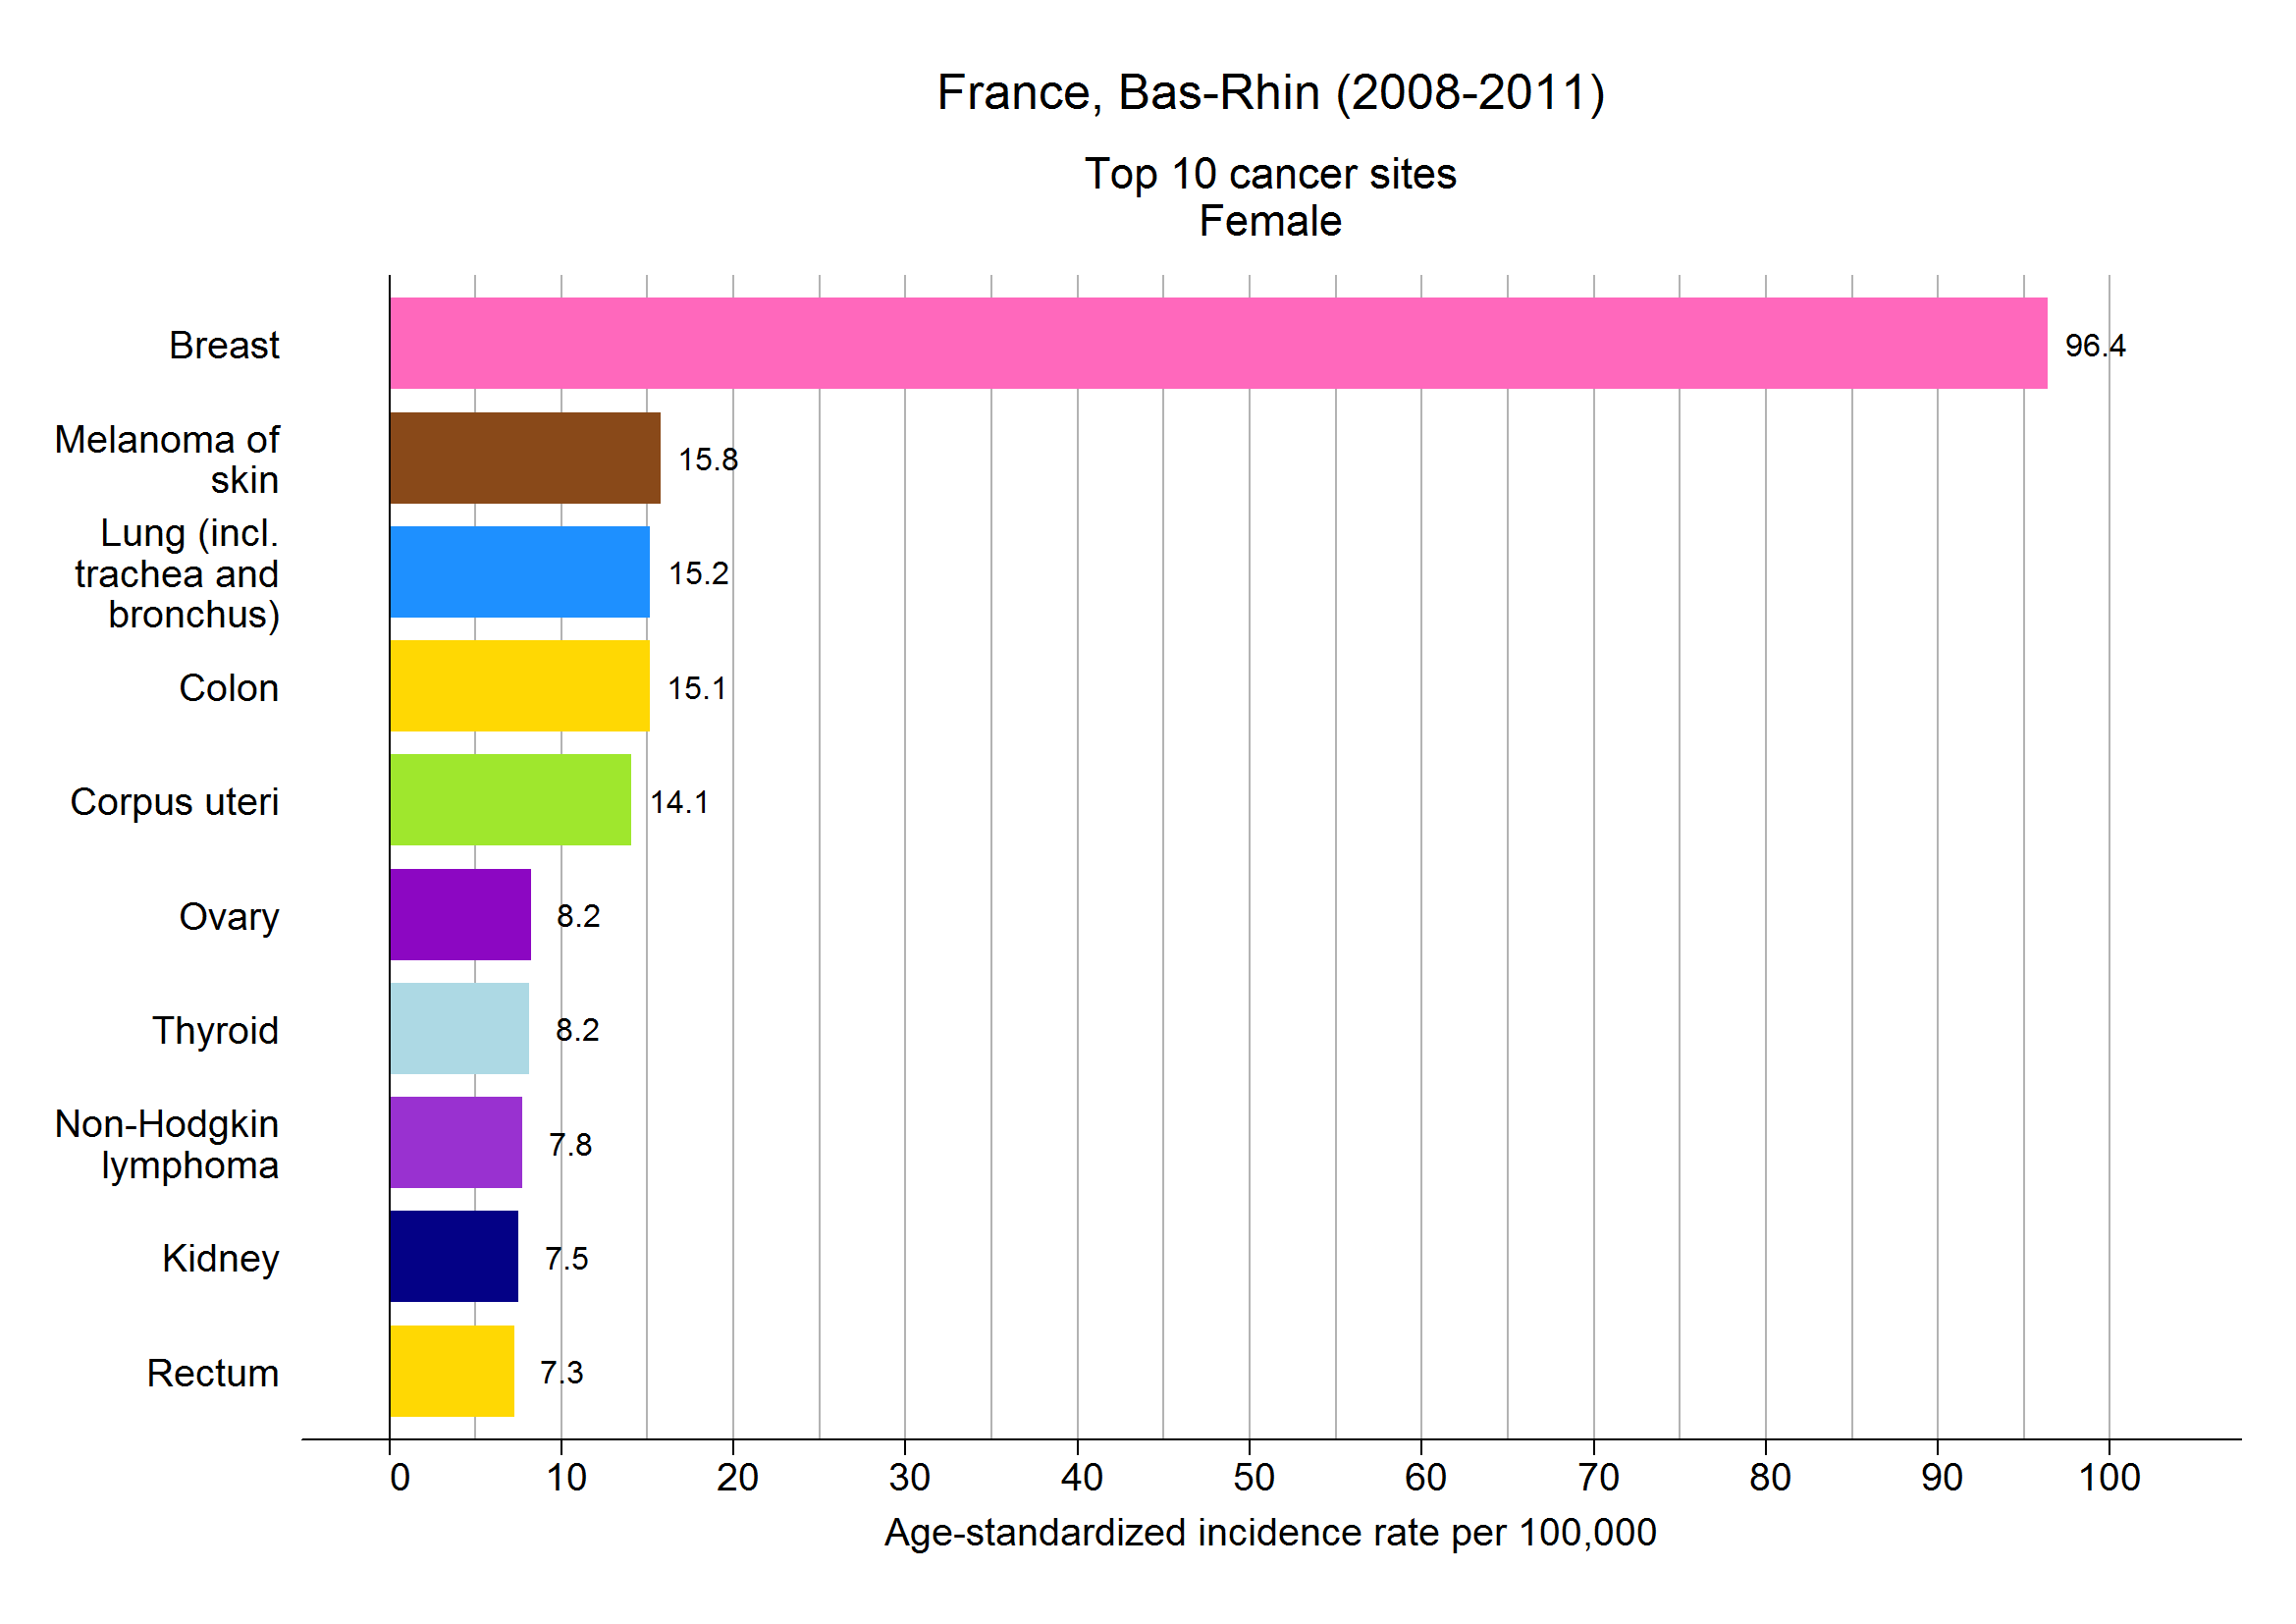 France, Bas-Rhin (2008-2011)
Top 10 cancer sites
Female
Breast
96.4
Melanoma of
skin
15.8
Lung (incl.
trachea and
bronchus)
15.2
Colon
15.1
Corpus uteri
14.1
Ovary
8.2
Thyroid
8.2
Non-Hodgkin
lymphoma
7.8
Kidney
7.5
Rectum
7.3
0 10 20 30 40 50 60 70 80 90 100
Age-standardized incidence rate per 100,000